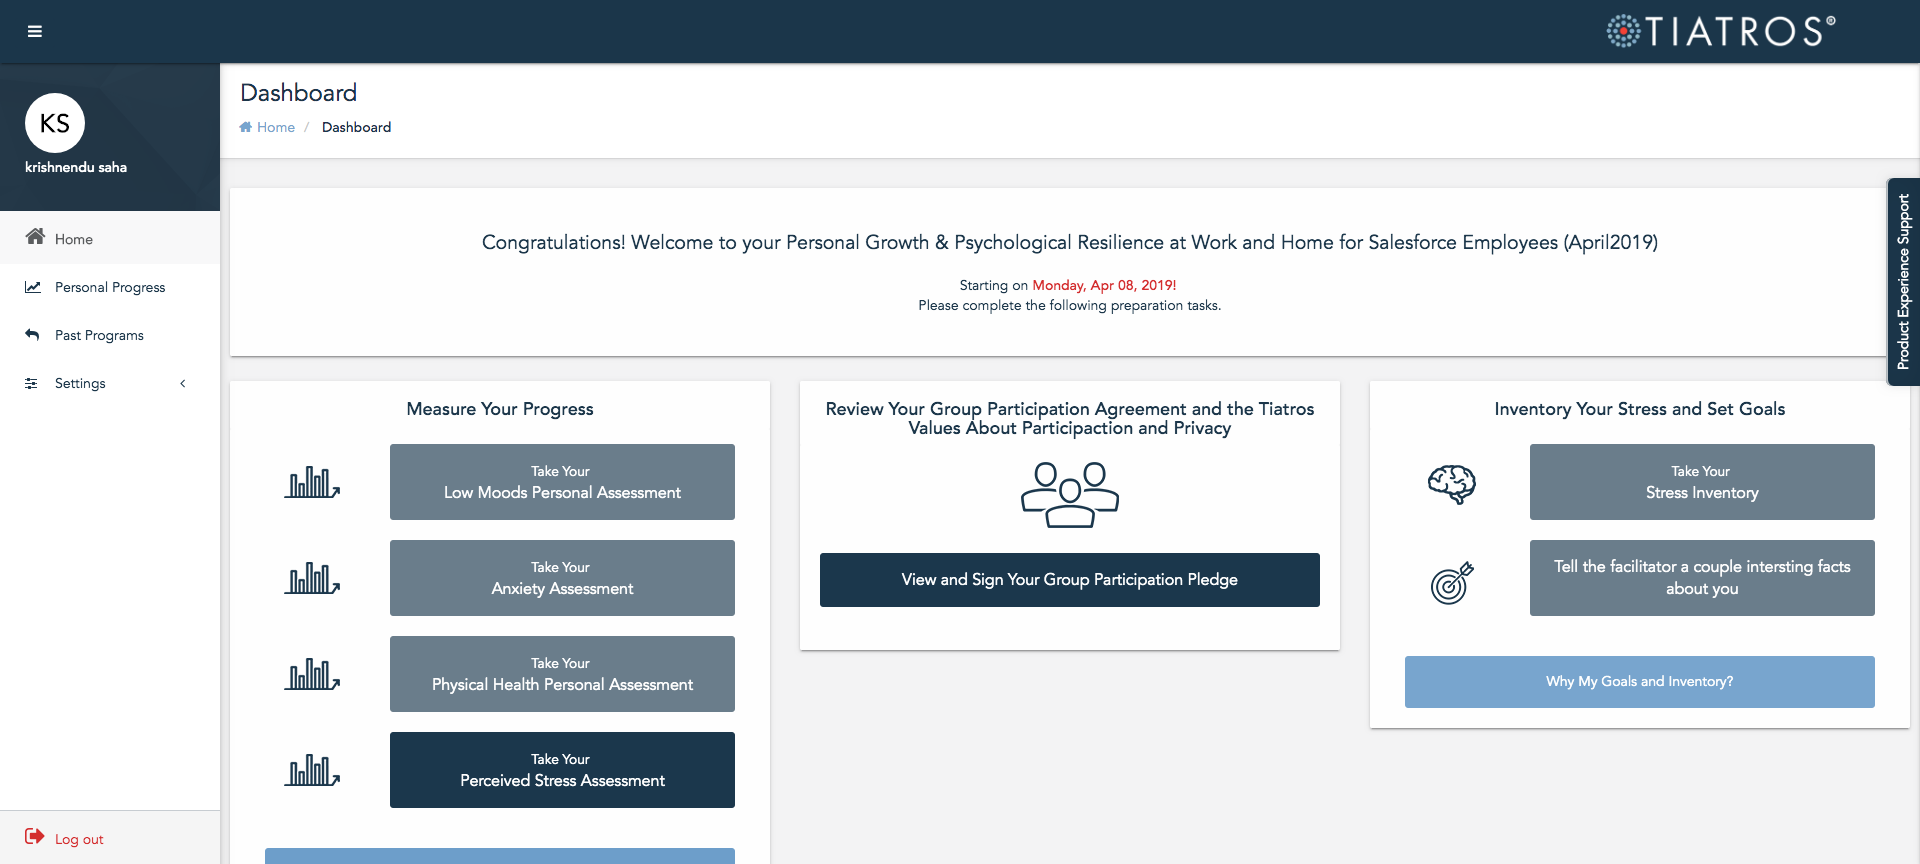 TIATROS®
KS
krishnendu saha
Home
Personal Progress
Past Programs
Settings
Log out
Dashboard
Home / Dashboard
Congratulations! Welcome to your Personal Growth & Psychological Resilience at Work and Home for Salesforce Employees (April2019)
Starting on Monday, Apr 08, 2019!
Please complete the following preparation tasks.
Product Experience Support
Measure Your Progress
Take Your
Low Moods Personal Assessment
Take Your
Anxiety Assessment
Take Your
Physical Health Personal Assessment
Take Your
Perceived Stress Assessment
Review Your Group Participation Agreement and the Tiatros
Values About Participaction and Privacy
View and Sign Your Group Participation Pledge
Inventory Your Stress and Set Goals
Take Your
Stress Inventory
Tell the facilitator a couple intersting facts
about you
Why My Goals and Inventory?